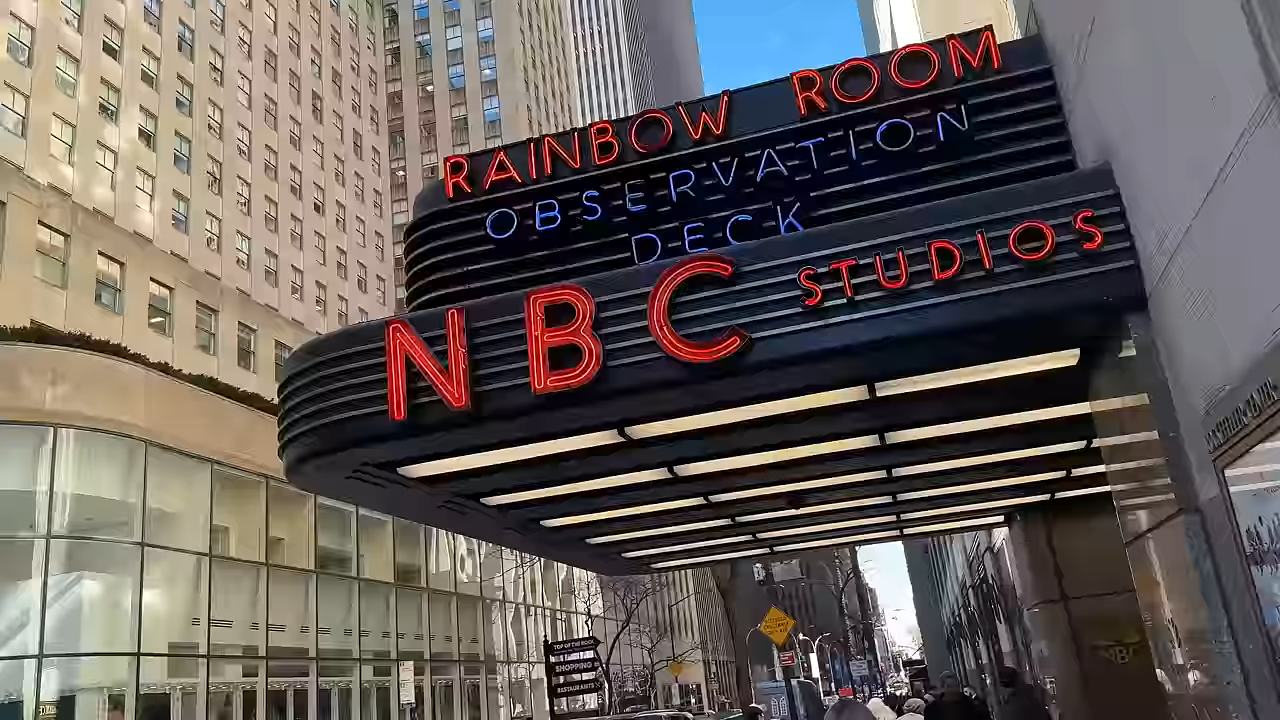 RAINBOW ROOM
OBSERVATION
DECK
NBC STUDIOS
TOP OF THE ROCK
SHOPPING
RESTAURANTS